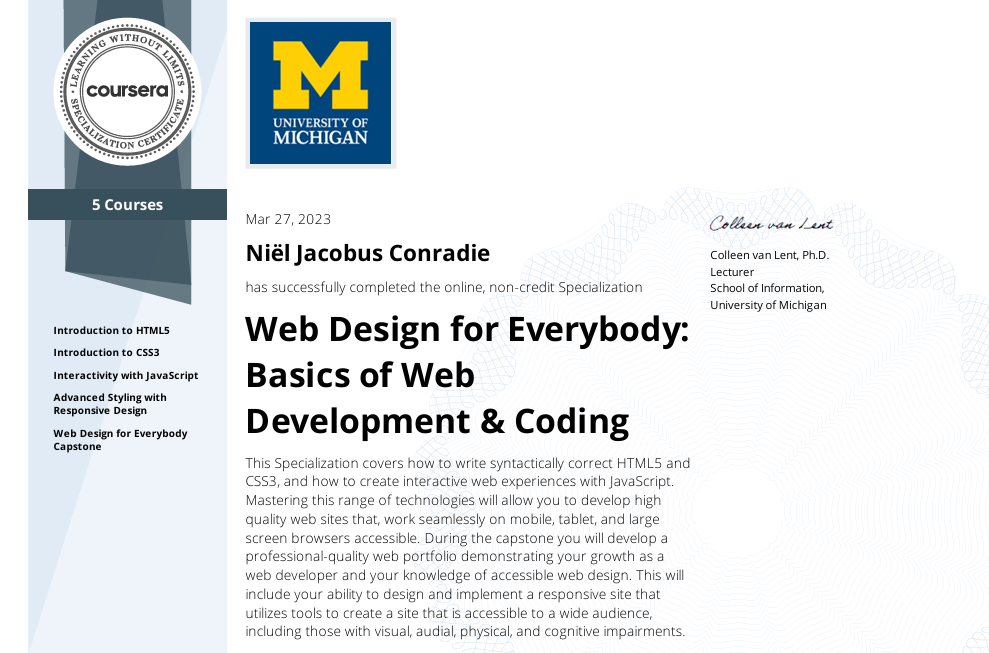 LEARNING WITHOUT LIMITS
coursera
SPECIALIZATION CERTIFICATE
5 Courses
Introduction to HTML5
Introduction to CSS3
Interactivity with JavaScript
Advanced Styling with
Responsive Design
Web Design for Everybody
Capstone
M
UNIVERSITY OF
MICHIGAN
Mar 27, 2023
Niël Jacobus Conradie
has successfully completed the online, non-credit Specialization
Web Design for Everybody:
Basics of Web
Development & Coding
This Specialization covers how to write syntactically correct HTML5 and
CSS3, and how to create interactive web experiences with JavaScript.
Mastering this range of technologies will allow you to develop high
quality web sites that, work seamlessly on mobile, tablet, and large
screen browsers accessible. During the capstone you will develop a
professional-quality web portfolio demonstrating your growth as a
web developer and your knowledge of accessible web design. This will
include your ability to design and implement a responsive site that
utilizes tools to create a site that is accessible to a wide audience,
including those with visual, audial, physical, and cognitive impairments.
Colleen van Lent
Colleen van Lent, Ph.D.
Lecturer
School of Information,
University of Michigan